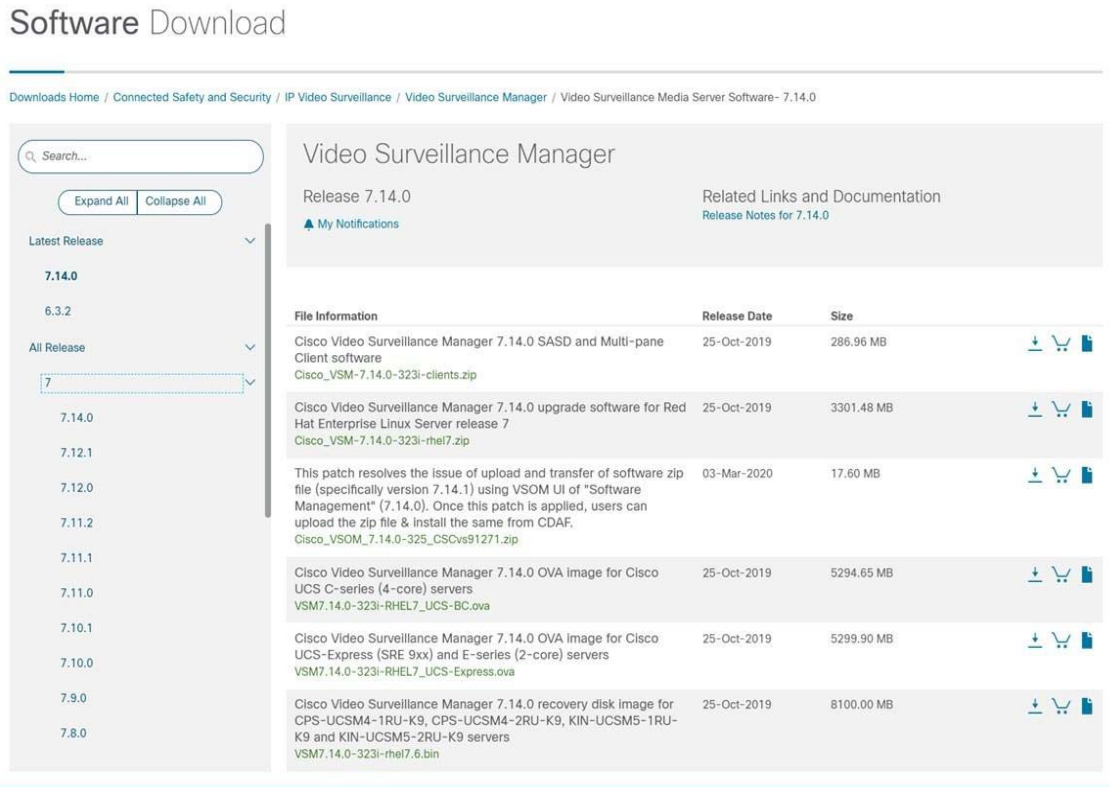 Software Download
Downloads Home / Connected Safety and Security / IP Video Surveillance / Video Surveillance Manager / Video Surveillance Media Server Software- 7.14.0
Search...
Expand All
Collapse All
Latest Release
7.14.0
6.3.2
All Release
7
7.14.0
7.12.1
7.12.0
7.11.2
7.11.1
7.11.0
7.10.1
7.10.0
7.9.0
7.8.0
Video Surveillance Manager
Release 7.14.0
My Notifications
Related Links and Documentation
Release Notes for 7.14.0
File Information Release Date Size
Cisco Video Surveillance Manager 7.14.0 SASD and Multi-pane 25-Oct-2019 286.96 MB
Client software
Cisco_VSM-7.14.0-323i-clients.zip
Cisco Video Surveillance Manager 7.14.0 upgrade software for Red 25-Oct-2019 3301.48 MB
Hat Enterprise Linux Server release 7
Cisco_VSM-7.14.0-323i-rhel7.zip
This patch resolves the issue of upload and transfer of software zip 03-Mar-2020 17.60 MB
file (specifically version 7.14.1) using VSOM UI of "Software
Management" (7.14.0). Once this patch is applied, users can
upload the zip file & install the same from CDAF.
Cisco_VSOM_7.14.0-325_CSCvs91271.zip
Cisco Video Surveillance Manager 7.14.0 OVA image for Cisco 25-Oct-2019 5294.65 MB
UCS C-series (4-core) servers
VSM7.14.0-323i-RHEL7_UCS-BC.ova
Cisco Video Surveillance Manager 7.14.0 OVA image for Cisco 25-Oct-2019 5299.90 MB
UCS-Express (SRE 9xx) and E-series (2-core) servers
VSM7.14.0-323i-RHEL7_UCS-Express.ova
Cisco Video Surveillance Manager 7.14.0 recovery disk image for 25-Oct-2019 8100.00 MB
CPS-UCSM4-1RU-K9, CPS-UCSM4-2RU-K9, KIN-UCSM5-1RU-
K9 and KIN-UCSM5-2RU-K9 servers
VSM7.14.0-323i-rhel7.6.bin